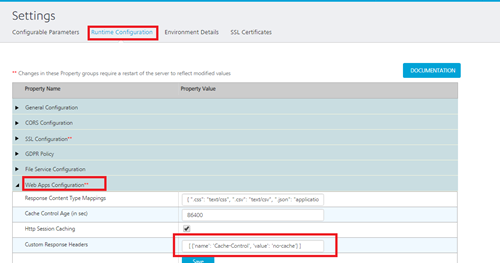 Settings
Configurable Parameters Runtime Configuration Environment Details SSL Certificates
** Changes in these Property groups require a restart of the server to reflect modified values
DOCUMENTATION
Property Name Property Value
General Configuration
CORS Configuration
SSL Configuration**
GDPR Policy
File Service Configuration
Web Apps Configuration**
Response Content Type Mappings { ".css": "text/css", ".csv": "text/csv", ".json": "applicatio
Cache Control Age (in sec) 86400
Http Session Caching
Custom Response Headers [ {'name': 'Cache-Control', 'value': 'no-cache'} ]
Save